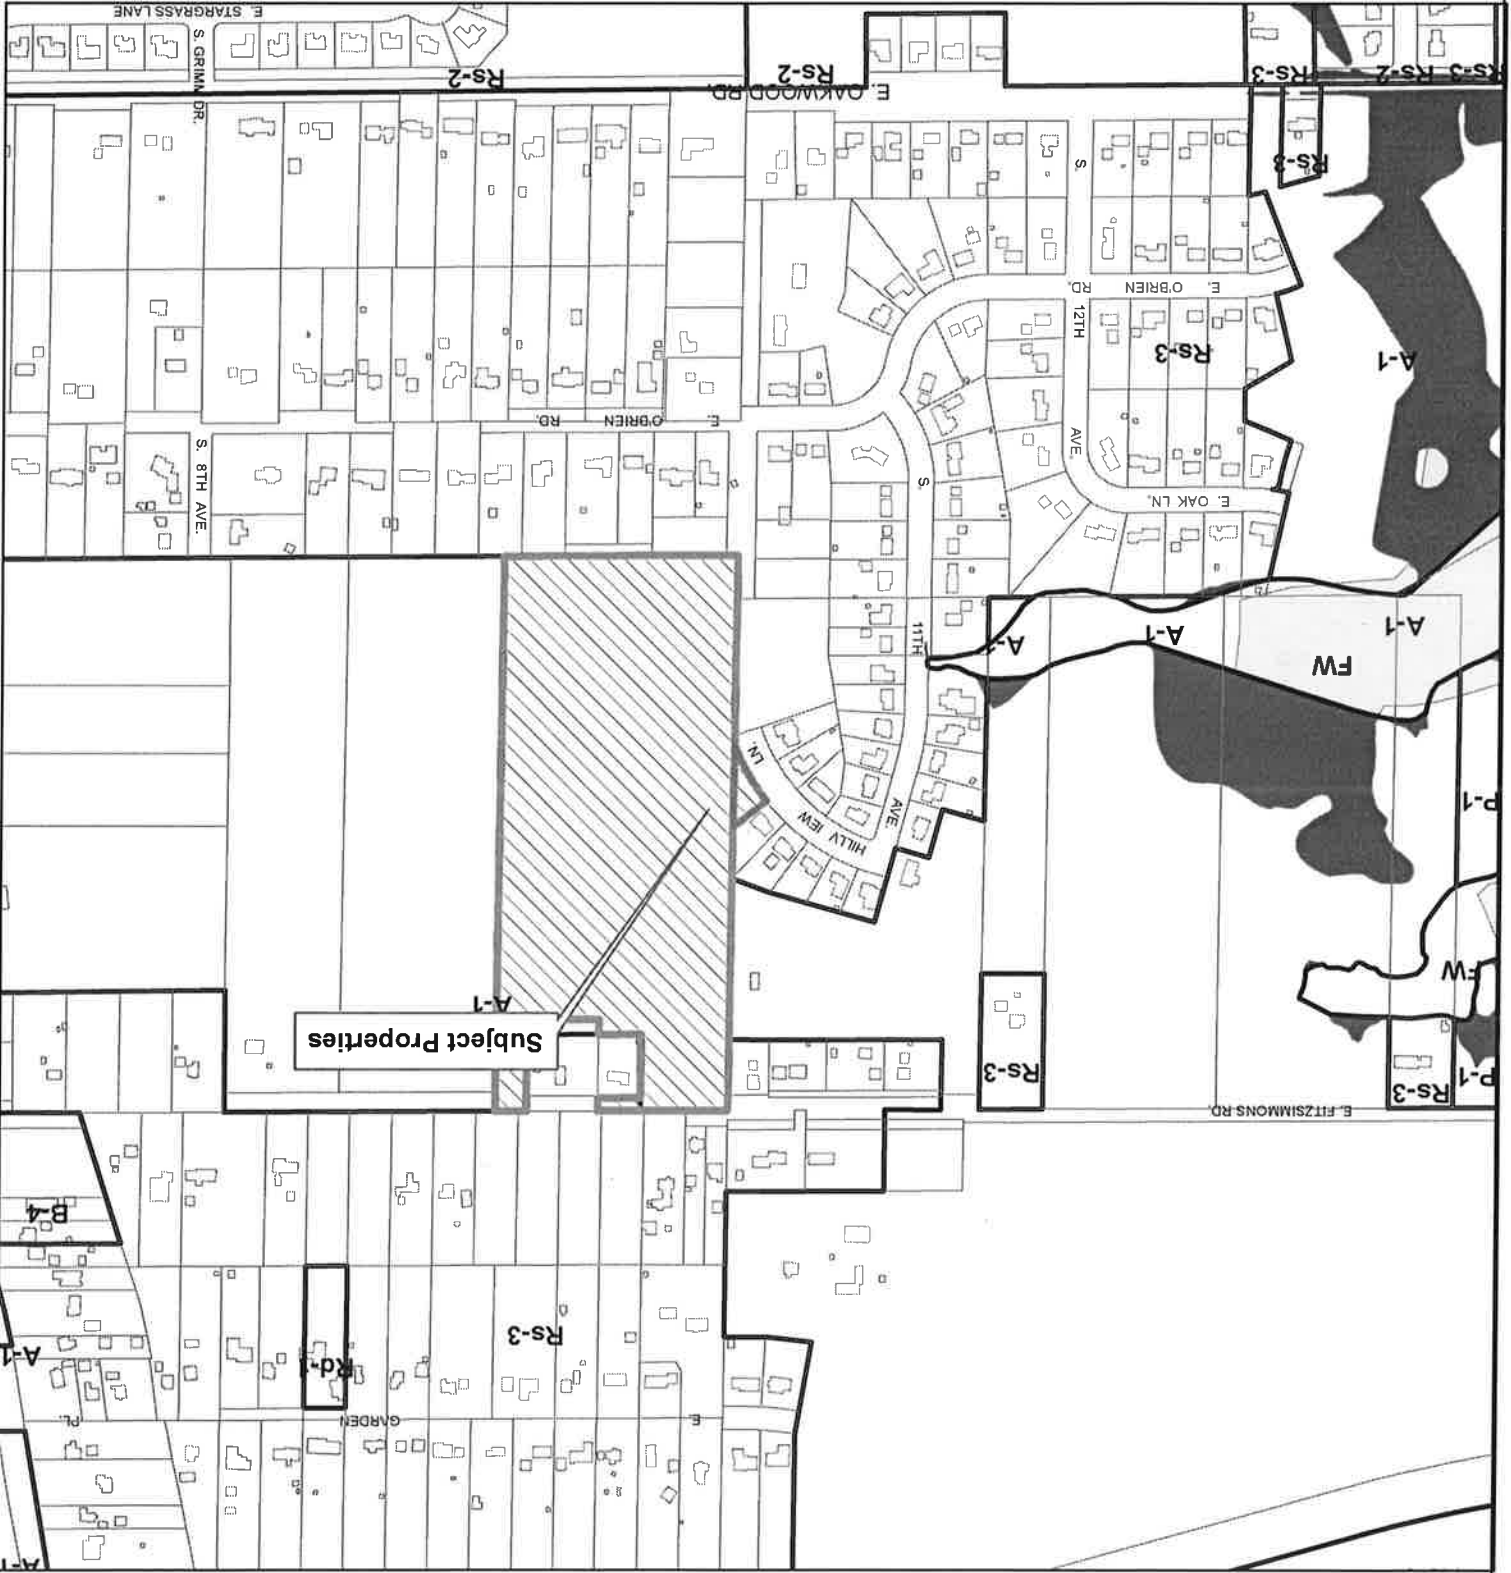 A-1
E. GARDEN PL.
Rd-1
A-1
Rs-3
B-4
E. FITZSIMMONS RD.
P-1
Rs-3
Rs-3
Subject Properties
A-1
FW
HILLVIEW LN.
P-1
FW
A-1
A-1
A-1
S. 11TH AVE.
E. OAK LN.
S. 8TH AVE.
E. O'BRIEN RD.
A-1
Rs-3
S. 12TH AVE.
E. O'BRIEN RD.
Rs-3
E. OAKWOOD RD.
Rs-3
Rs-2
Rs-3
Rs-3
Rs-2
Rs-2
S. GRIMM DR.
E. STARGRASS LANE